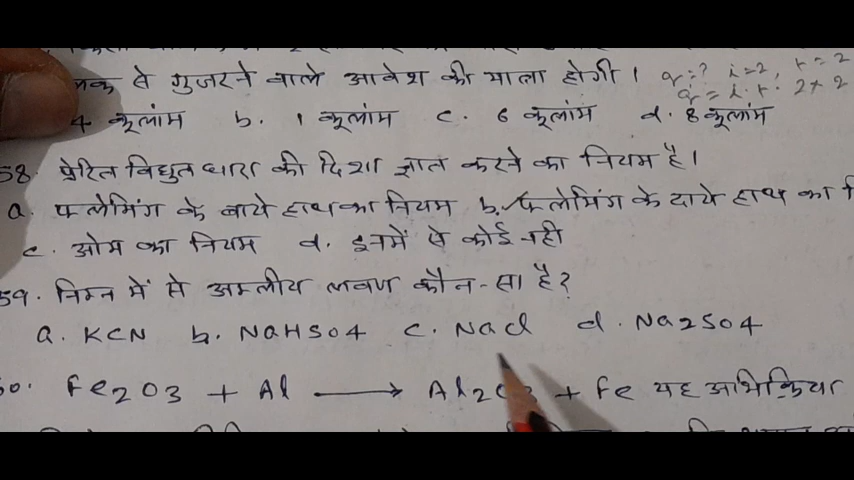 से गुजरने वाले आवेश की माला होगी। q=? i=2, t=2
q = i.t. 2×2
4 कूलांम b. 1 कूलांम c. 6 कूलांम d. 8 कूलांम
58. प्रेरित विधुत धारा की दिशा ज्ञात करने का नियम है।
a. फ्लेमिंग के बाये हाथ का नियम b. फ्लेमिंग के दाये हाथ का
c. ओम का नियम d. इनमें से कोई नही
59. निम्न में से अम्लीय लवण कौन-सा है?
a. KCN b. NaHSO4 c. NaCl d. Na2SO4
60. Fe2O3 + Al ⟶ Al2O3 + Fe यह अभिक्रिया